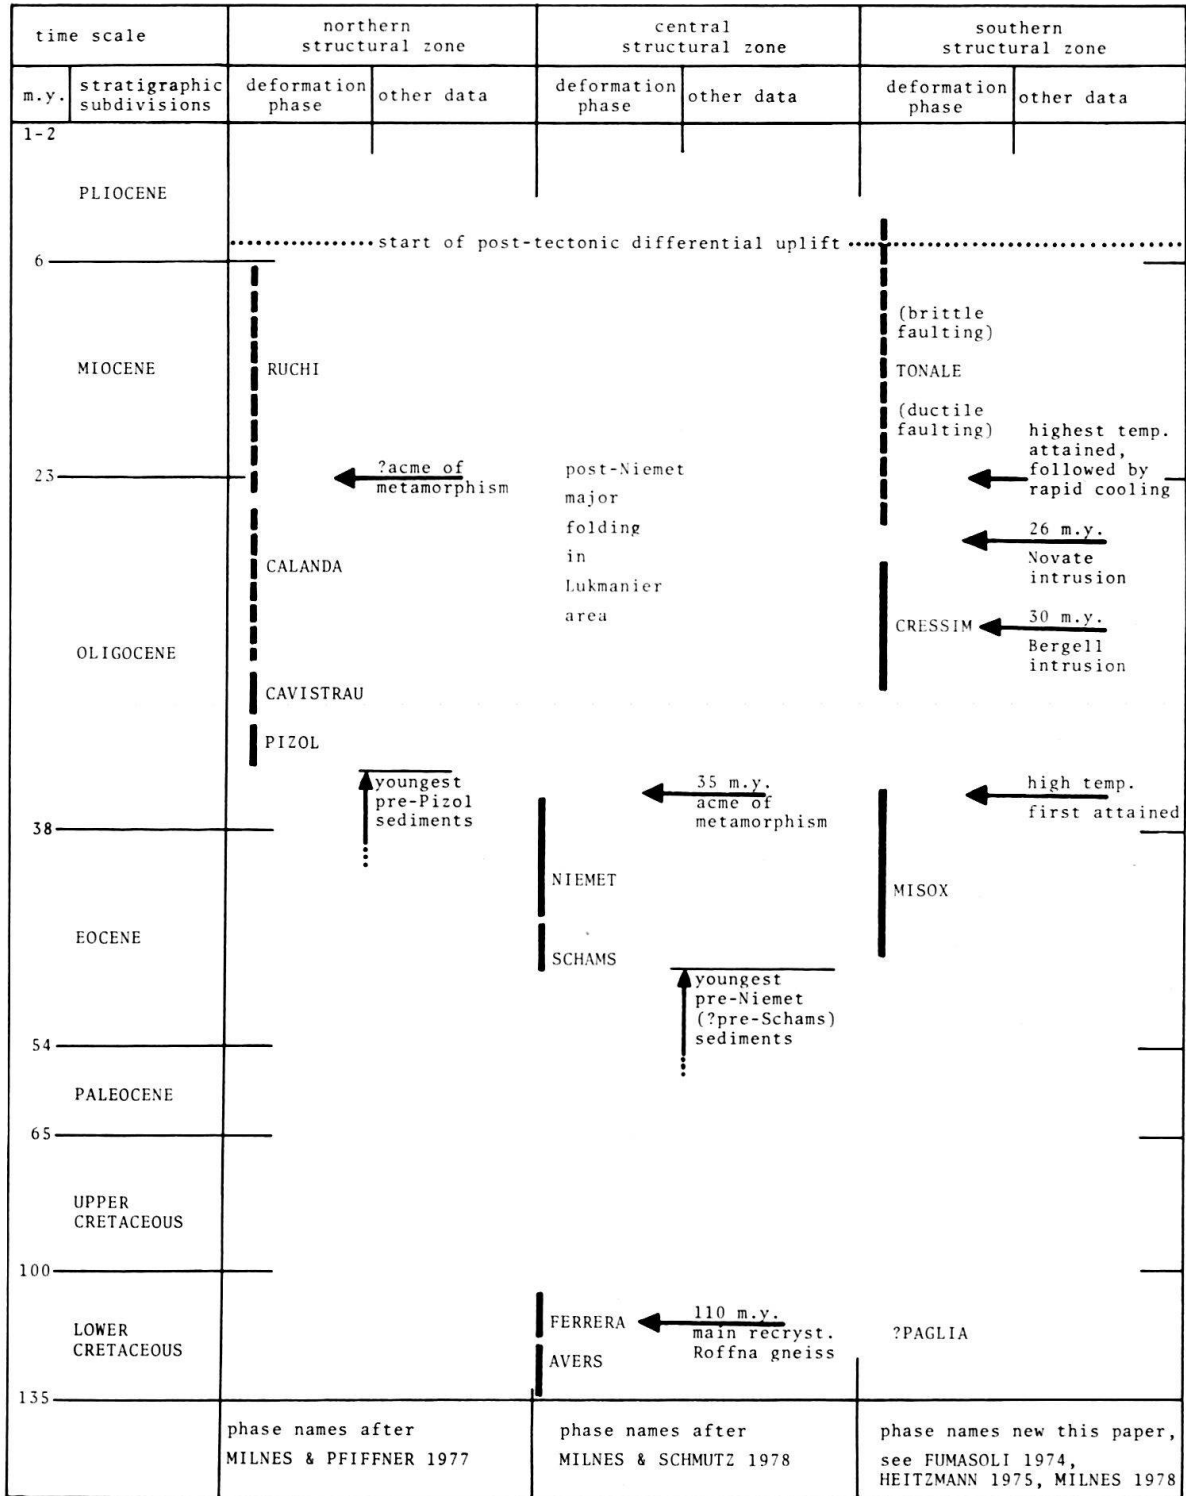 time scale
northern
structural zone
central
structural zone
southern
structural zone
m.y.
stratigraphic
subdivisions
deformation
phase
other data
deformation
phase
other data
deformation
phase
other data
1-2
PLIOCENE
start of post-tectonic differential uplift
6
MIOCENE
RUCHI
(brittle
faulting)
TONALE
(ductile
faulting)
highest temp.
attained,
followed by
rapid cooling
23
?acme of
metamorphism
post-Niemet
major
folding
in
Lukmanier
area
26 m.y.
Novate
intrusion
CALANDA
CRESSIM
30 m.y.
Bergell
intrusion
OLIGOCENE
CAVISTRAU
PIZOL
youngest
pre-Pizol
sediments
35 m.y.
acme of
metamorphism
high temp.
first attained
38
NIEMET
MISOX
EOCENE
SCHAMS
youngest
pre-Niemet
(?pre-Schams)
sediments
54
PALEOCENE
65
UPPER
CRETACEOUS
100
LOWER
CRETACEOUS
FERRERA
110 m.y.
main recryst.
Roffna gneiss
AVERS
?PAGLIA
135
phase names after
MILNES & PFIFFNER 1977
phase names after
MILNES & SCHMUTZ 1978
phase names new this paper,
see FUMASOLI 1974,
HEITZMANN 1975, MILNES 1978